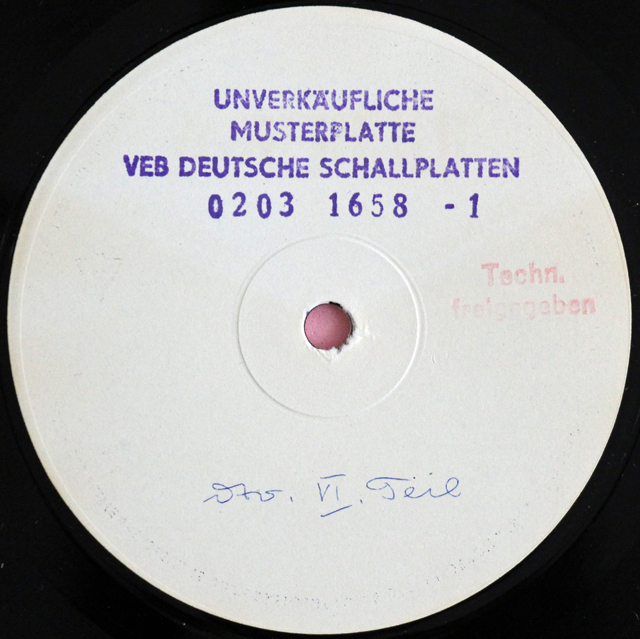 UNVERKÄUFLICHE
MUSTERPLATTE
VEB DEUTSCHE SCHALLPLATTEN
0203 1658 -1
Techn.
freigegeben
VI. Teil